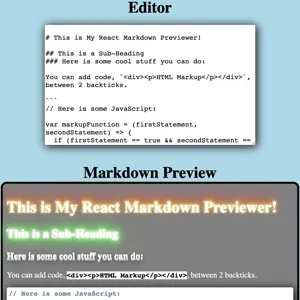 Editor
# This is My React Markdown Previewer!
## This is a Sub-Heading
### Here is some cool stuff you can do:
You can add code, `<div><p>HTML Markup</p></div>`,
between 2 backticks.
```
// Here is some JavaScript:
var markupFunction = (firstStatement,
secondStatement) => {
if (firstStatement == true && secondStatement ==
Markdown Preview
This is My React Markdown Previewer!
This is a Sub-Heading
Here is some cool stuff you can do:
You can add code, <div><p>HTML Markup</p></div>, between 2 backticks.
// Here is some JavaScript: